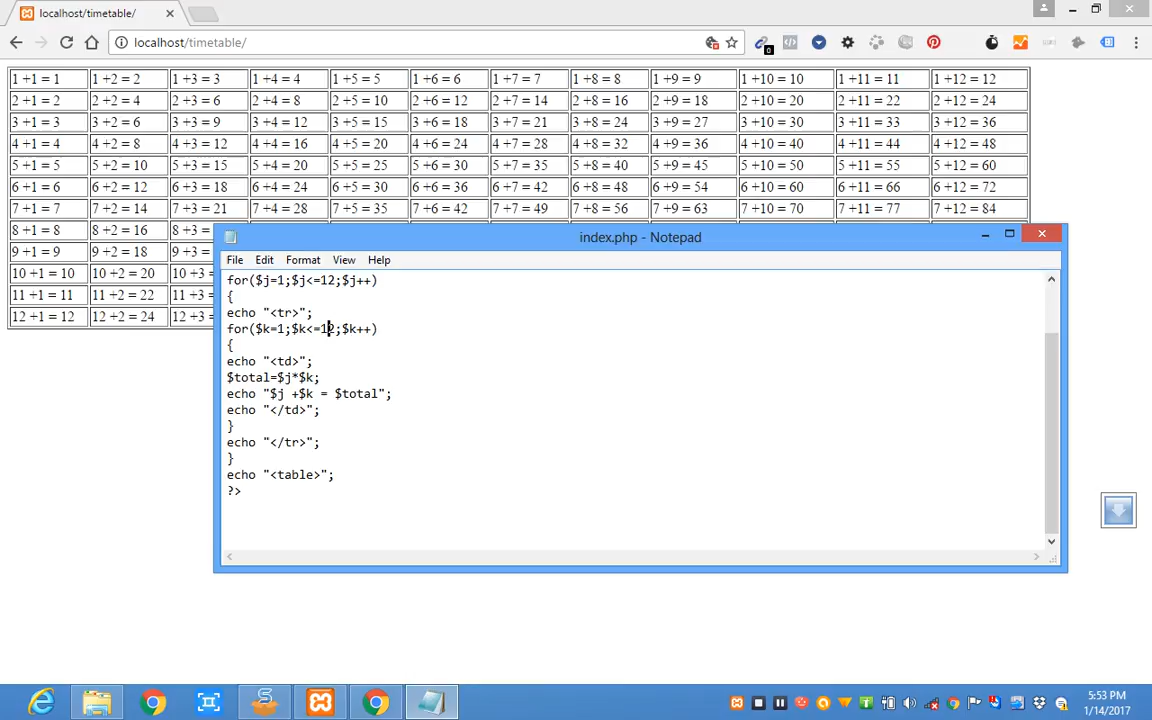 localhost/timetable/
localhost/timetable/
0
1 +1 = 1 1 +2 = 2 1 +3 = 3 1 +4 = 4 1 +5 = 5 1 +6 = 6 1 +7 = 7 1 +8 = 8 1 +9 = 9 1 +10 = 10 1 +11 = 11 1 +12 = 12
2 +1 = 2 2 +2 = 4 2 +3 = 6 2 +4 = 8 2 +5 = 10 2 +6 = 12 2 +7 = 14 2 +8 = 16 2 +9 = 18 2 +10 = 20 2 +11 = 22 2 +12 = 24
3 +1 = 3 3 +2 = 6 3 +3 = 9 3 +4 = 12 3 +5 = 15 3 +6 = 18 3 +7 = 21 3 +8 = 24 3 +9 = 27 3 +10 = 30 3 +11 = 33 3 +12 = 36
4 +1 = 4 4 +2 = 8 4 +3 = 12 4 +4 = 16 4 +5 = 20 4 +6 = 24 4 +7 = 28 4 +8 = 32 4 +9 = 36 4 +10 = 40 4 +11 = 44 4 +12 = 48
5 +1 = 5 5 +2 = 10 5 +3 = 15 5 +4 = 20 5 +5 = 25 5 +6 = 30 5 +7 = 35 5 +8 = 40 5 +9 = 45 5 +10 = 50 5 +11 = 55 5 +12 = 60
6 +1 = 6 6 +2 = 12 6 +3 = 18 6 +4 = 24 6 +5 = 30 6 +6 = 36 6 +7 = 42 6 +8 = 48 6 +9 = 54 6 +10 = 60 6 +11 = 66 6 +12 = 72
7 +1 = 7 7 +2 = 14 7 +3 = 21 7 +4 = 28 7 +5 = 35 7 +6 = 42 7 +7 = 49 7 +8 = 56 7 +9 = 63 7 +10 = 70 7 +11 = 77 7 +12 = 84
8 +1 = 8 8 +2 = 16 8 +3 =
9 +1 = 9 9 +2 = 18 9 +3 =
10 +1 = 10 10 +2 = 20 10 +3
11 +1 = 11 11 +2 = 22 11 +3
12 +1 = 12 12 +2 = 24 12 +3
index.php - Notepad
File Edit Format View Help
for($j=1;$j<=12;$j++)
{
echo "<tr>";
for($k=1;$k<=12;$k++)
{
echo "<td>";
$total=$j*$k;
echo "$j +$k = $total";
echo "</td>";
}
echo "</tr>";
}
echo "<table>";
?>
5:53 PM
1/14/2017